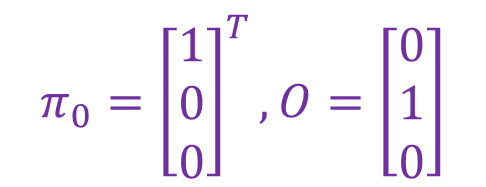 π₀ = [1 0 0]ᵀ , O = [0 1 0]